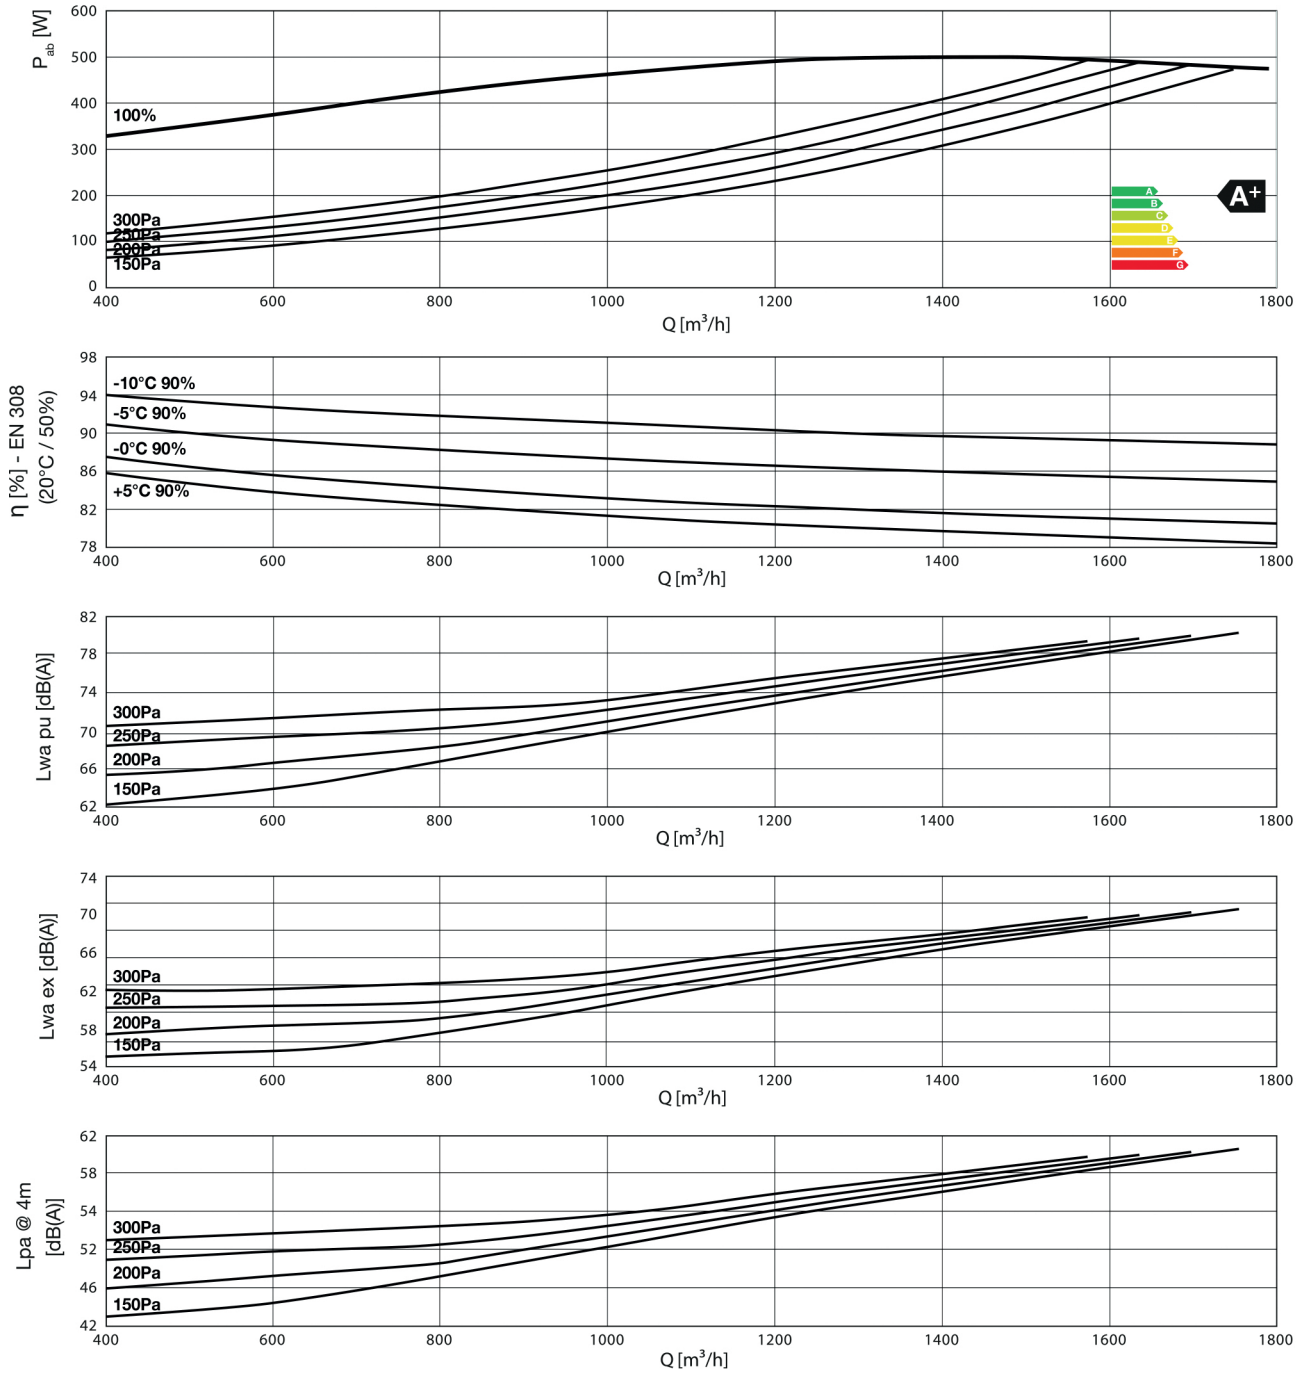 P_ab [W]
600
500
400
300
200
100
0
100%
300Pa
250Pa
200Pa
150Pa
A
B
C
D
E
F
G
A+
400 600 800 1000 1200 1400 1600 1800
Q [m³/h]
η [%] - EN 308
(20°C / 50%)
98
94
90
86
82
78
-10°C 90%
-5°C 90%
-0°C 90%
+5°C 90%
400 600 800 1000 1200 1400 1600 1800
Q [m³/h]
Lwa pu [dB(A)]
82
78
74
70
66
62
300Pa
250Pa
200Pa
150Pa
400 600 800 1000 1200 1400 1600 1800
Q [m³/h]
Lwa ex [dB(A)]
74
70
66
62
58
54
300Pa
250Pa
200Pa
150Pa
400 600 800 1000 1200 1400 1600 1800
Q [m³/h]
Lpa @ 4m
[dB(A)]
62
58
54
52
46
42
300Pa
250Pa
200Pa
150Pa
400 600 800 1000 1200 1400 1600 1800
Q [m³/h]